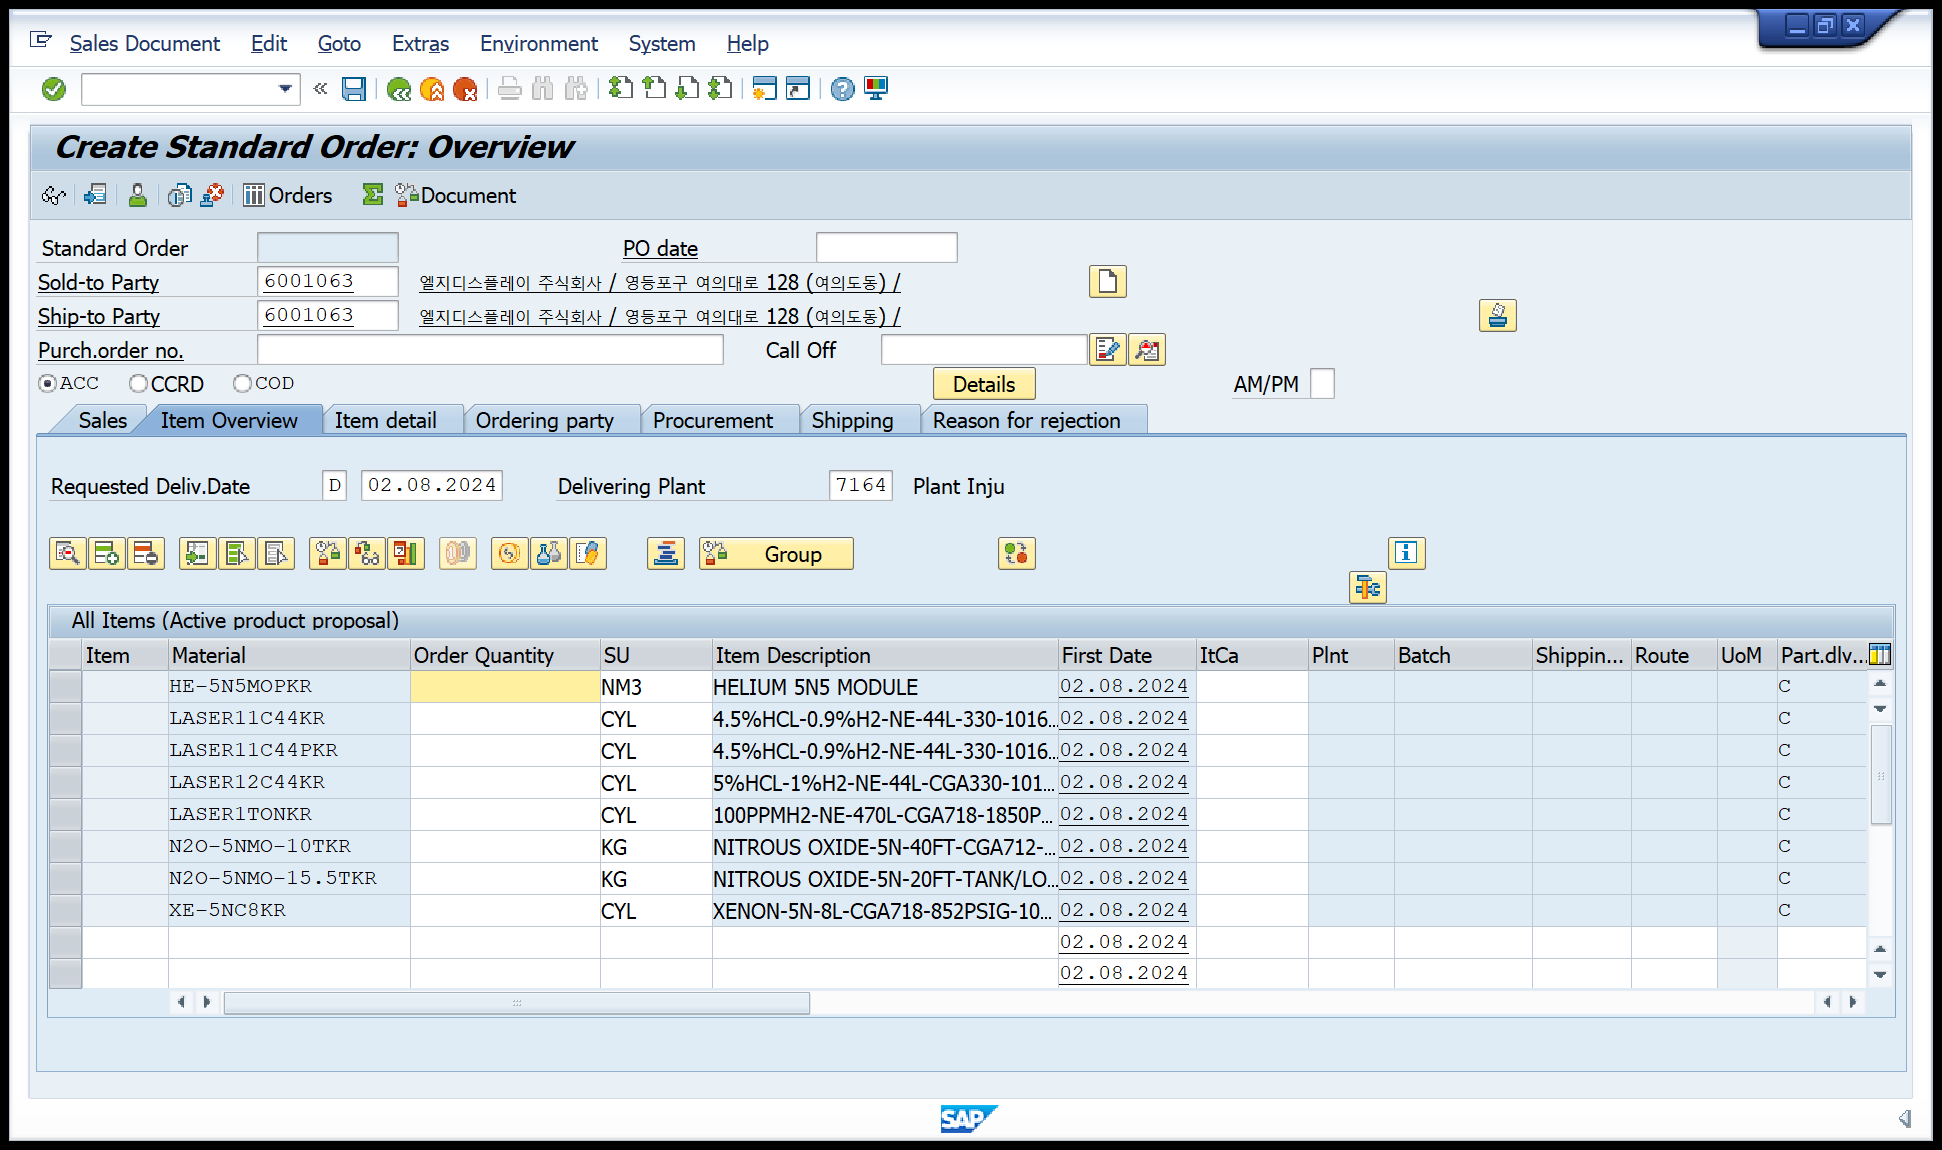 Sales Document Edit Goto Extras Environment System Help
Create Standard Order: Overview
Orders Document
Standard Order PO date
Sold-to Party 6001063 엘지디스플레이 주식회사 / 영등포구 여의대로 128 (여의도동) /
Ship-to Party 6001063 엘지디스플레이 주식회사 / 영등포구 여의대로 128 (여의도동) /
Purch.order no. Call Off
ACC CCRD COD Details AM/PM
Sales Item Overview Item detail Ordering party Procurement Shipping Reason for rejection
Requested Deliv.Date D 02.08.2024 Delivering Plant 7164 Plant Inju
Group
All Items (Active product proposal)
Item Material Order Quantity SU Item Description First Date ItCa Plnt Batch Shippin... Route UoM Part.dlv...
HE-5N5MOPKR NM3 HELIUM 5N5 MODULE 02.08.2024 C
LASER11C44KR CYL 4.5%HCL-0.9%H2-NE-44L-330-1016... 02.08.2024 C
LASER11C44PKR CYL 4.5%HCL-0.9%H2-NE-44L-330-1016... 02.08.2024 C
LASER12C44KR CYL 5%HCL-1%H2-NE-44L-CGA330-101... 02.08.2024 C
LASER1TONKR CYL 100PPMH2-NE-470L-CGA718-1850P... 02.08.2024 C
N2O-5NMO-10TKR KG NITROUS OXIDE-5N-40FT-CGA712-... 02.08.2024 C
N2O-5NMO-15.5TKR KG NITROUS OXIDE-5N-20FT-TANK/LO... 02.08.2024 C
XE-5NC8KR CYL XENON-5N-8L-CGA718-852PSIG-10... 02.08.2024 C
02.08.2024
02.08.2024
SAP